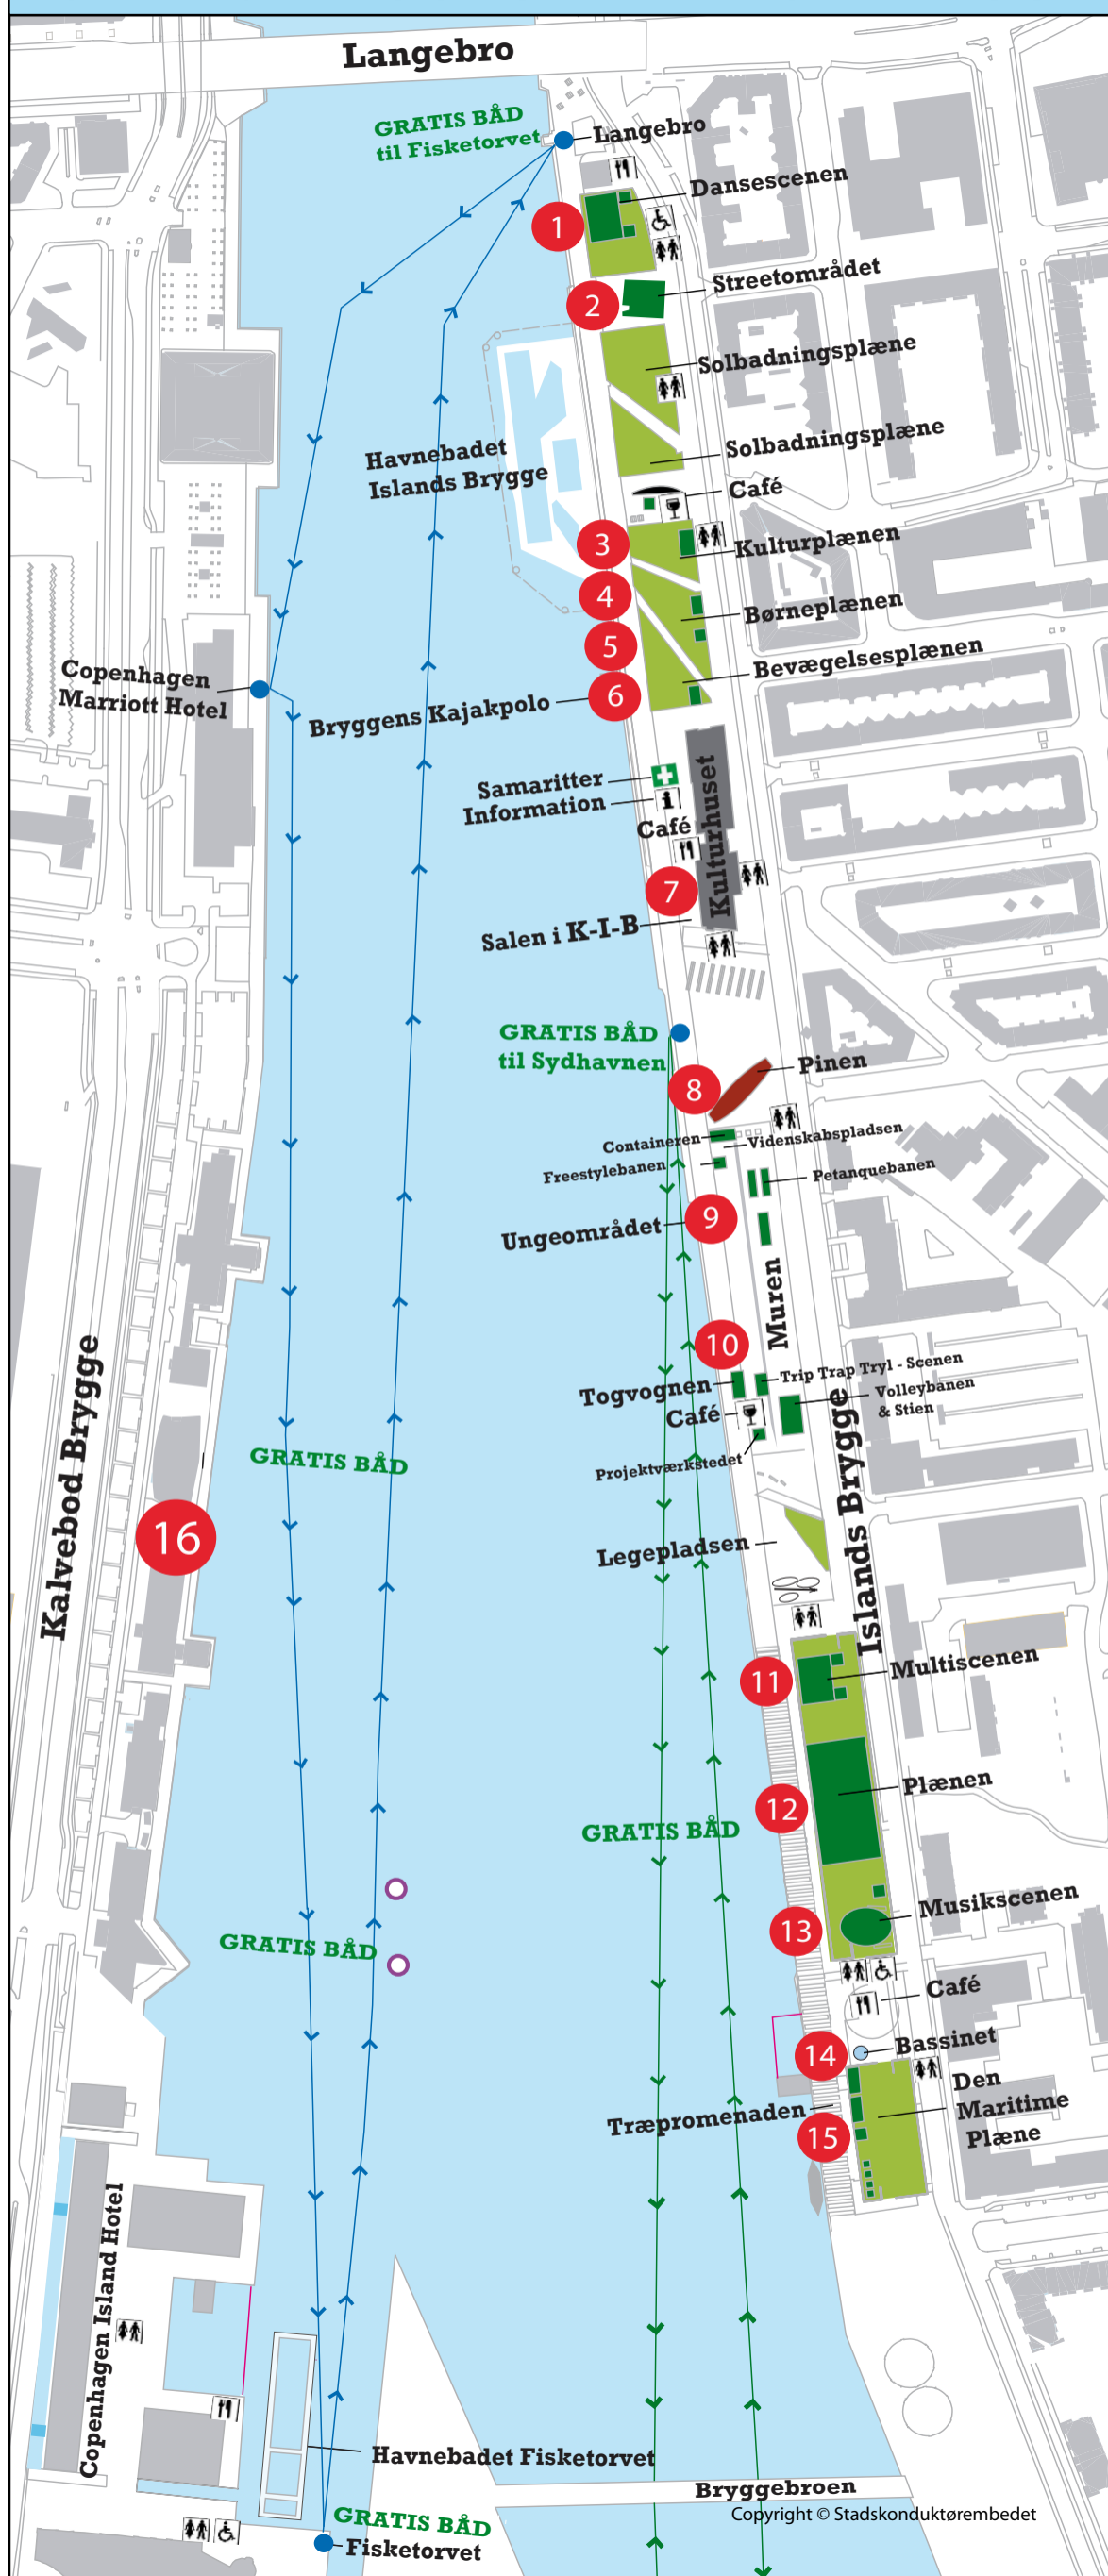 Langebro
GRATIS BÅD
til Fisketorvet
Langebro
Dansescenen
1
Streetområdet
2
Solbadningsplæne
Solbadningsplæne
Havnebadet
Islands Brygge
Café
3
Kulturplænen
4
Børneplænen
5
Bevægelsesplænen
Copenhagen
Marriott Hotel
6
Bryggens Kajakpolo
Samaritter
Information
i
Café
Kulturhuset
7
Salen i K-I-B
GRATIS BÅD
til Sydhavnen
Pinen
8
Containeren
Videnskabspladsen
Freestylebanen
Petanquebanen
9
Ungeområdet
Muren
10
Trip Trap Tryl - Scenen
Togvognen
Volleybanen
& Stien
Café
Projektværkstedet
Kalvebod Brygge
GRATIS BÅD
16
Islands Brygge
Legepladsen
Multiscenen
11
Plænen
12
GRATIS BÅD
Musikscenen
13
GRATIS BÅD
Café
Bassinet
14
Den
Maritime
Plæne
Træpromenaden
15
Copenhagen Island Hotel
Havnebadet Fisketorvet
Bryggebroen
Copyright © Stadskonduktørembedet
GRATIS BÅD
Fisketorvet